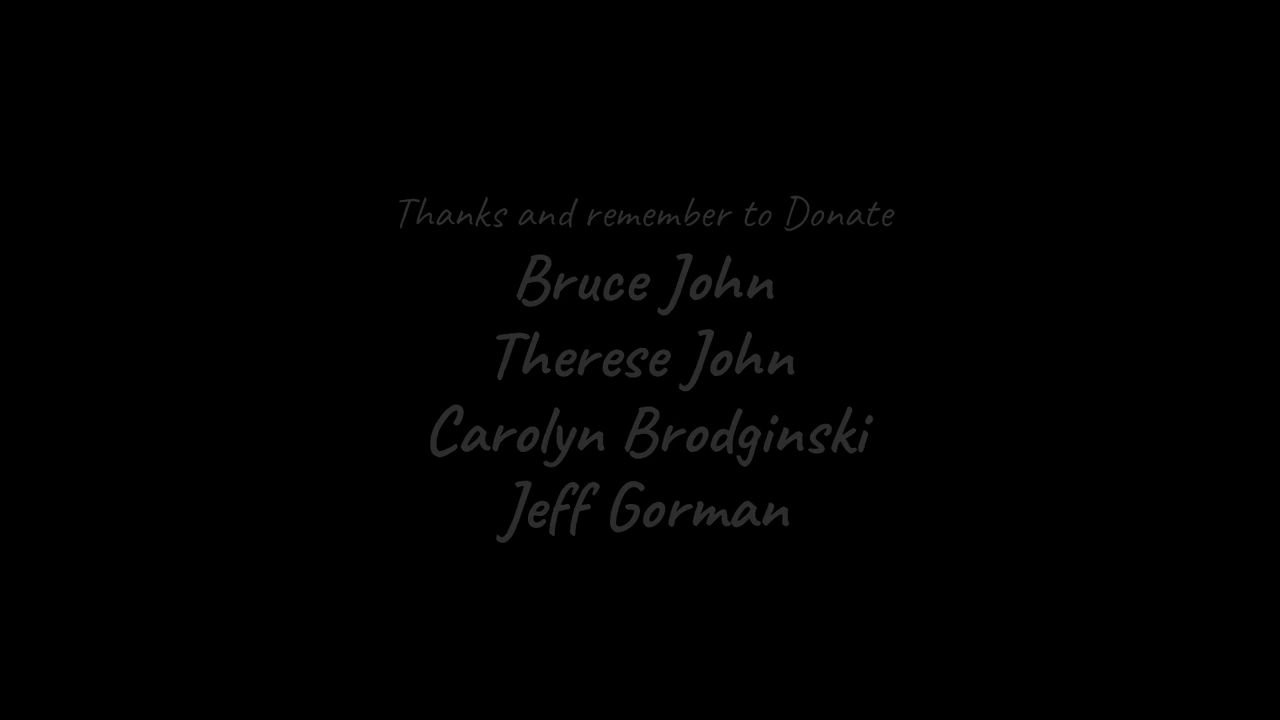 Thanks and remember to Donate
Bruce John
Therese John
Carolyn Brodginski
Jeff Gorman